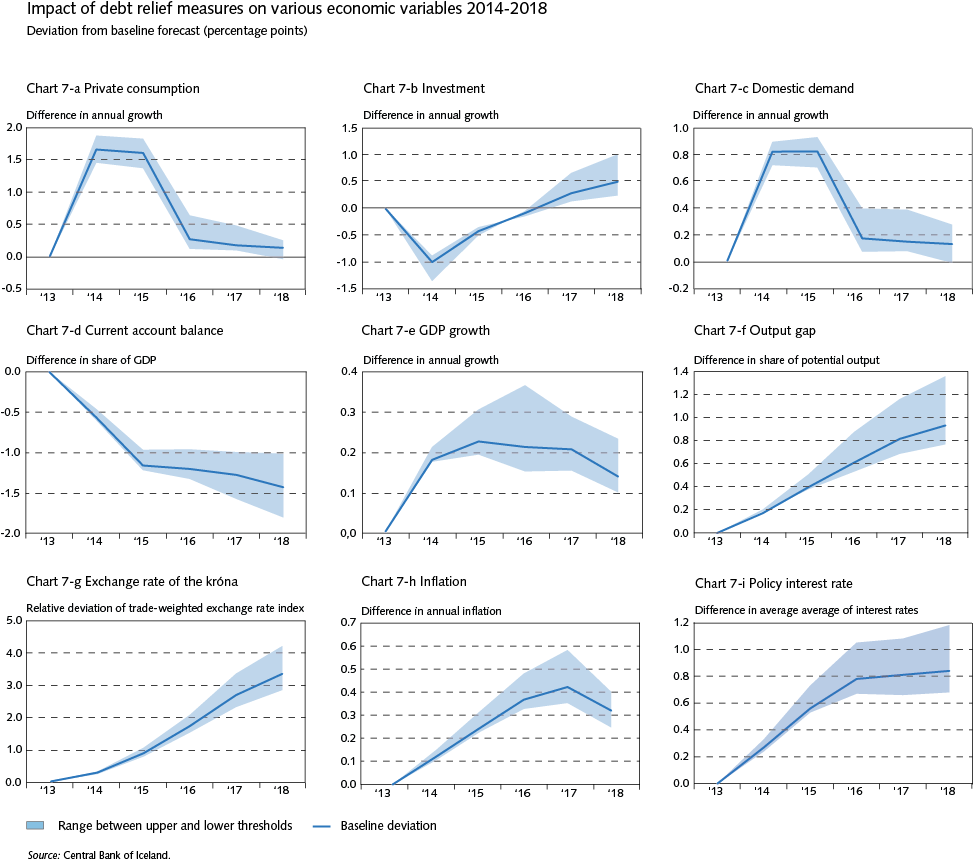 Impact of debt relief measures on various economic variables 2014-2018
Deviation from baseline forecast (percentage points)
Chart 7-a Private consumption
Difference in annual growth
2.0
1.5
1.0
0.5
0.0
-0.5
‘13 ‘14 ‘15 ‘16 ‘17 ‘18
Chart 7-b Investment
Difference in annual growth
1.5
1.0
0.5
0.0
-0.5
-1.0
-1.5
‘13 ‘14 ‘15 ‘16 ‘17 ‘18
Chart 7-c Domestic demand
Difference in annual growth
1.0
0.8
0.6
0.4
0.2
0.0
-0.2
‘13 ‘14 ‘15 ‘16 ‘17 ‘18
Chart 7-d Current account balance
Difference in share of GDP
0.0
-0.5
-1.0
-1.5
-2.0
‘13 ‘14 ‘15 ‘16 ‘17 ‘18
Chart 7-e GDP growth
Difference in annual growth
0.4
0.3
0.2
0.1
0,0
‘13 ‘14 ‘15 ‘16 ‘17 ‘18
Chart 7-f Output gap
Difference in share of potential output
1.4
1.2
1.0
0.8
0.6
0.4
0.2
0.0
‘13 ‘14 ‘15 ‘16 ‘17 ‘18
Chart 7-g Exchange rate of the króna
Relative deviation of trade-weighted exchange rate index
5.0
4.0
3.0
2.0
1.0
0.0
‘13 ‘14 ‘15 ‘16 ‘17 ‘18
Chart 7-h Inflation
Difference in annual inflation
0.7
0.6
0.5
0.4
0.3
0.2
0.1
0.0
‘13 ‘14 ‘15 ‘16 ‘17 ‘18
Chart 7-i Policy interest rate
Difference in average average of interest rates
1.2
1.0
0.8
0.6
0.4
0.2
0.0
‘13 ‘14 ‘15 ‘16 ‘17 ‘18
Range between upper and lower thresholds Baseline deviation
Source: Central Bank of Iceland.